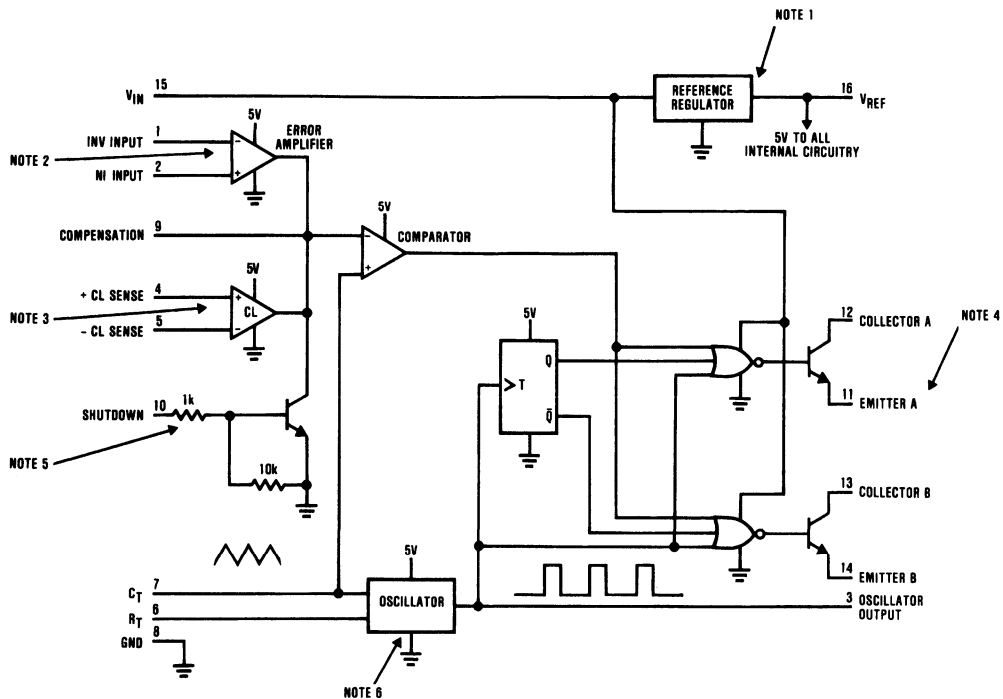 NOTE 1
15
V_IN
REFERENCE
REGULATOR
16
V_REF
5V TO ALL
INTERNAL CIRCUITRY
5V
ERROR
AMPLIFIER
INV INPUT
1
−
NOTE 2
NI INPUT
2
+
COMPENSATION
9
5V
−
+
COMPARATOR
5V
+ CL SENSE
4
+
CL
NOTE 3
− CL SENSE
5
−
12
COLLECTOR A
NOTE 4
5V
Q
T
Q̅
11
EMITTER A
SHUTDOWN
10
1k
NOTE 5
10k
13
COLLECTOR B
5V
14
EMITTER B
C_T
7
OSCILLATOR
R_T
6
3
OSCILLATOR
OUTPUT
GND
8
NOTE 6